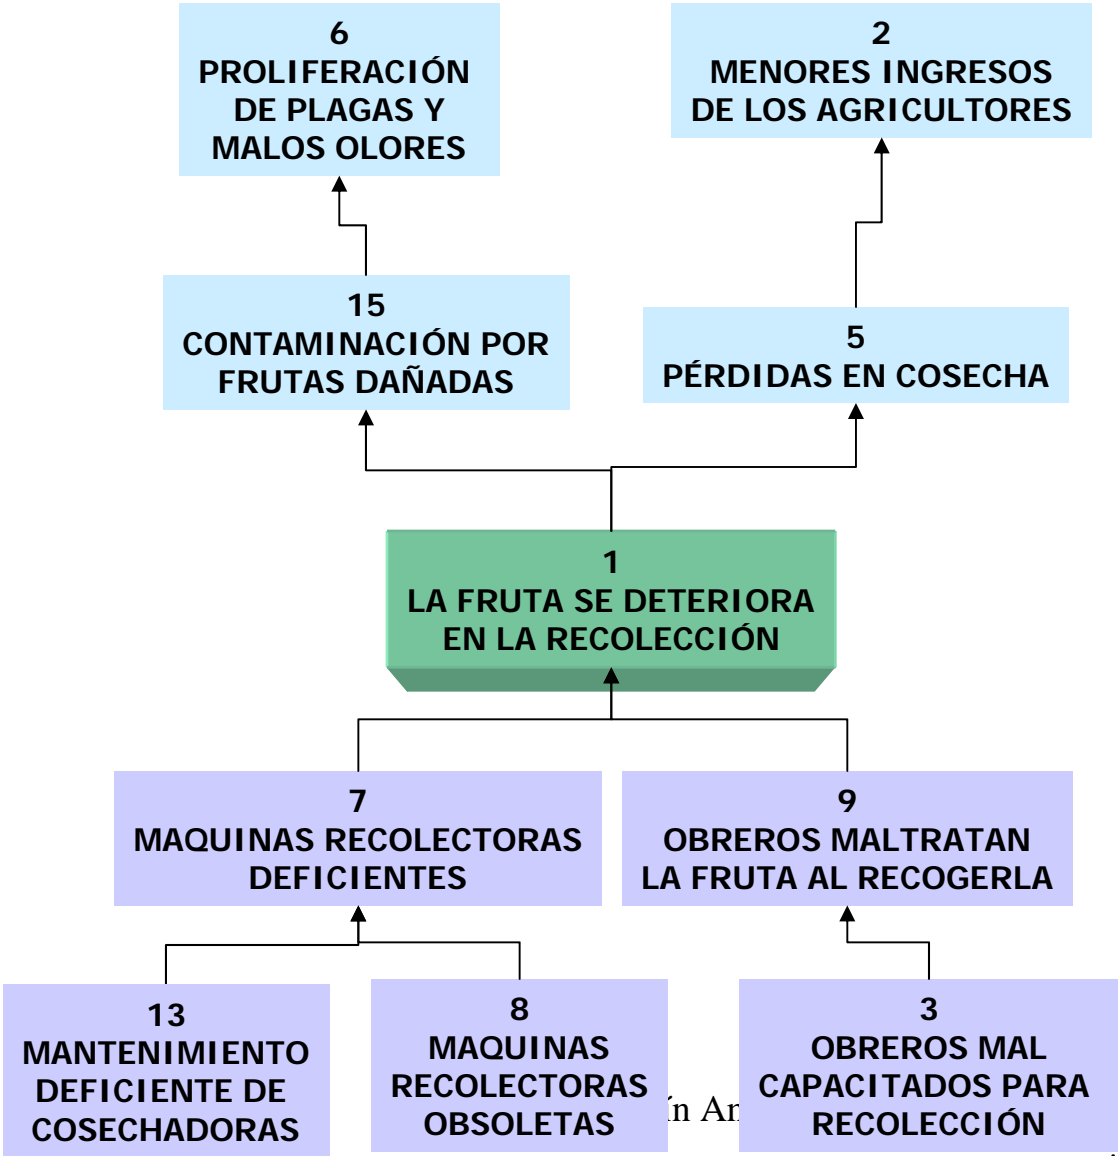 6
PROLIFERACIÓN
DE PLAGAS Y
MALOS OLORES
2
MENORES INGRESOS
DE LOS AGRICULTORES
15
CONTAMINACIÓN POR
FRUTAS DAÑADAS
5
PÉRDIDAS EN COSECHA
1
LA FRUTA SE DETERIORA
EN LA RECOLECCIÓN
7
MAQUINAS RECOLECTORAS
DEFICIENTES
9
OBREROS MALTRATAN
LA FRUTA AL RECOGERLA
13
MANTENIMIENTO
DEFICIENTE DE
COSECHADORAS
8
MAQUINAS
RECOLECTORAS
OBSOLETAS
3
OBREROS MAL
CAPACITADOS PARA
RECOLECCIÓN